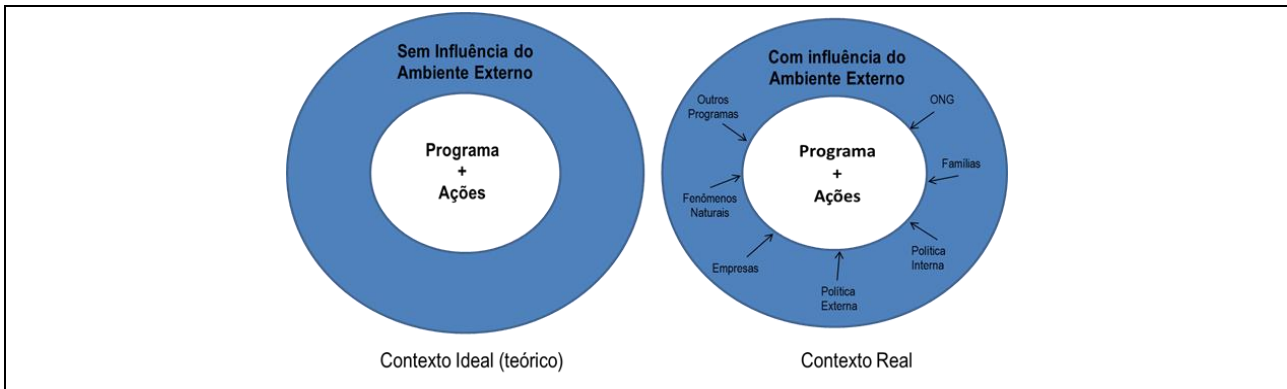 Sem Influência do
Ambiente Externo
Programa
+
Ações
Contexto Ideal (teórico)
Com influência do
Ambiente Externo
Outros
Programas
ONG
Programa
+
Ações
Famílias
Fenômenos
Naturais
Política
Interna
Empresas
Política
Externa
Contexto Real